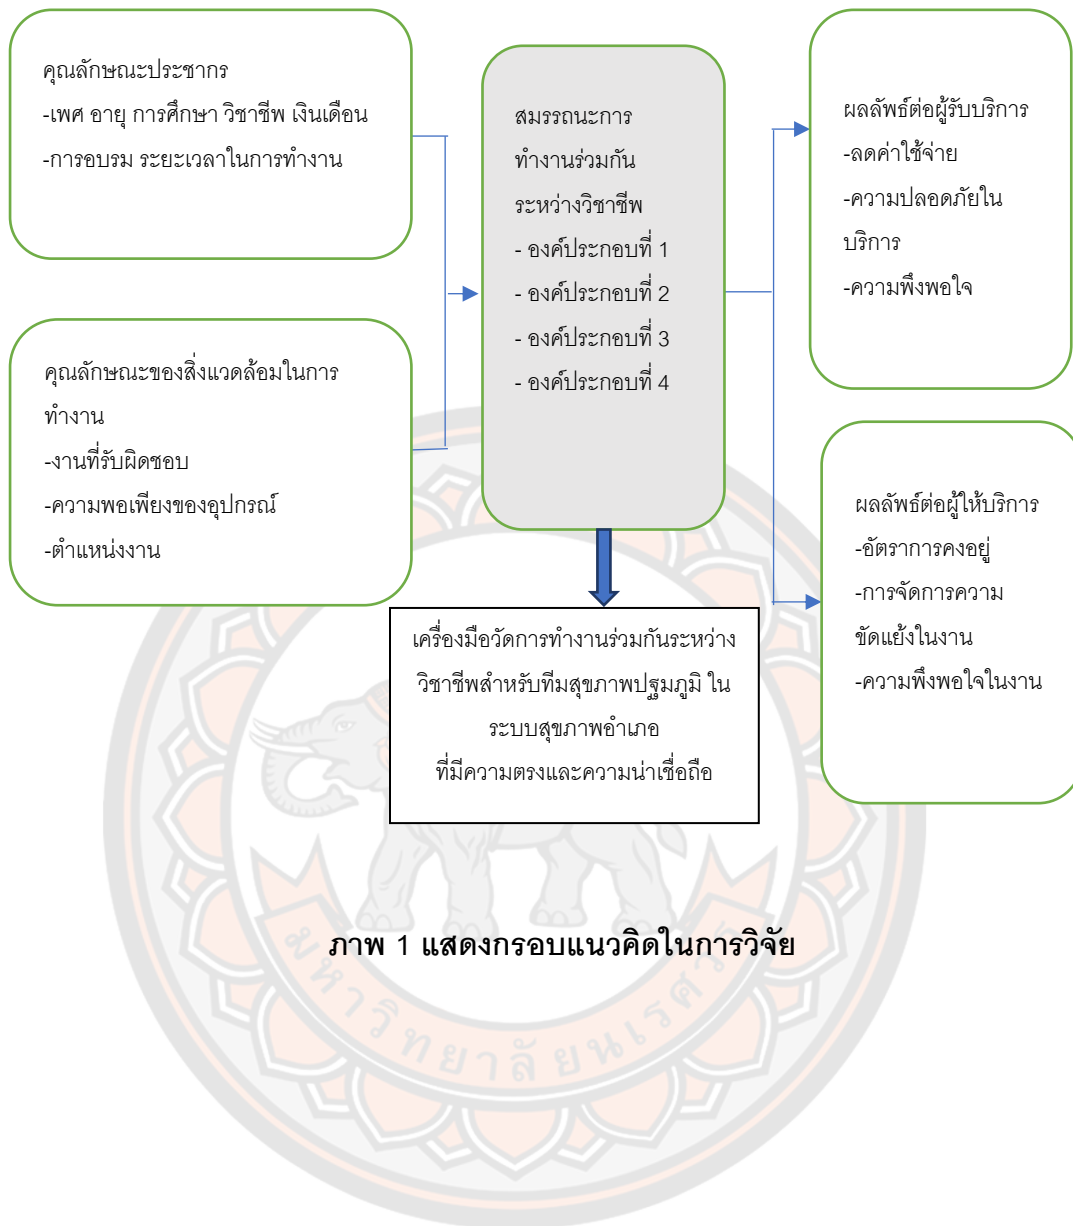 คุณลักษณะประชากร
-เพศ อายุ การศึกษา วิชาชีพ เงินเดือน
-การอบรม ระยะเวลาในการทำงาน
คุณลักษณะของสิ่งแวดล้อมในการ
ทำงาน
-งานที่รับผิดชอบ
-ความพอเพียงของอุปกรณ์
-ตำแหน่งงาน
สมรรถนะการ
ทำงานร่วมกัน
ระหว่างวิชาชีพ
- องค์ประกอบที่ 1
- องค์ประกอบที่ 2
- องค์ประกอบที่ 3
- องค์ประกอบที่ 4
ผลลัพธ์ต่อผู้รับบริการ
-ลดค่าใช้จ่าย
-ความปลอดภัยใน
บริการ
-ความพึงพอใจ
ผลลัพธ์ต่อผู้ให้บริการ
-อัตราการคงอยู่
-การจัดการความ
ขัดแย้งในงาน
-ความพึงพอใจในงาน
เครื่องมือวัดการทำงานร่วมกันระหว่าง
วิชาชีพสำหรับทีมสุขภาพปฐมภูมิ ใน
ระบบสุขภาพอำเภอ
ที่มีความตรงและความน่าเชื่อถือ
ภาพ 1 แสดงกรอบแนวคิดในการวิจัย
มหาวิทยาลัยนเรศวร